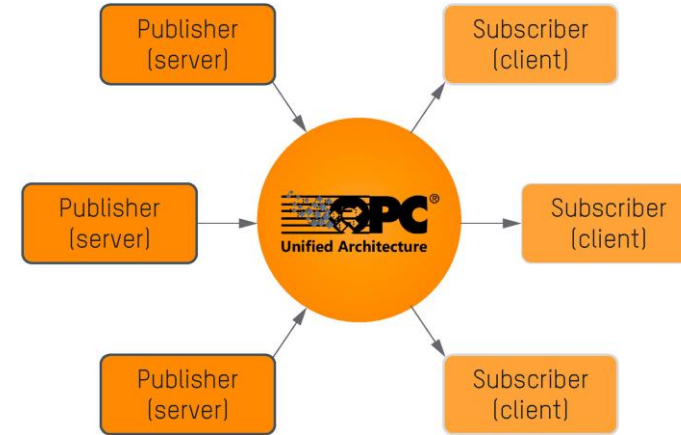 Publisher
(server)
Subscriber
(client)
Publisher
(server)
OPC®
Unified Architecture
Subscriber
(client)
Publisher
(server)
Subscriber
(client)